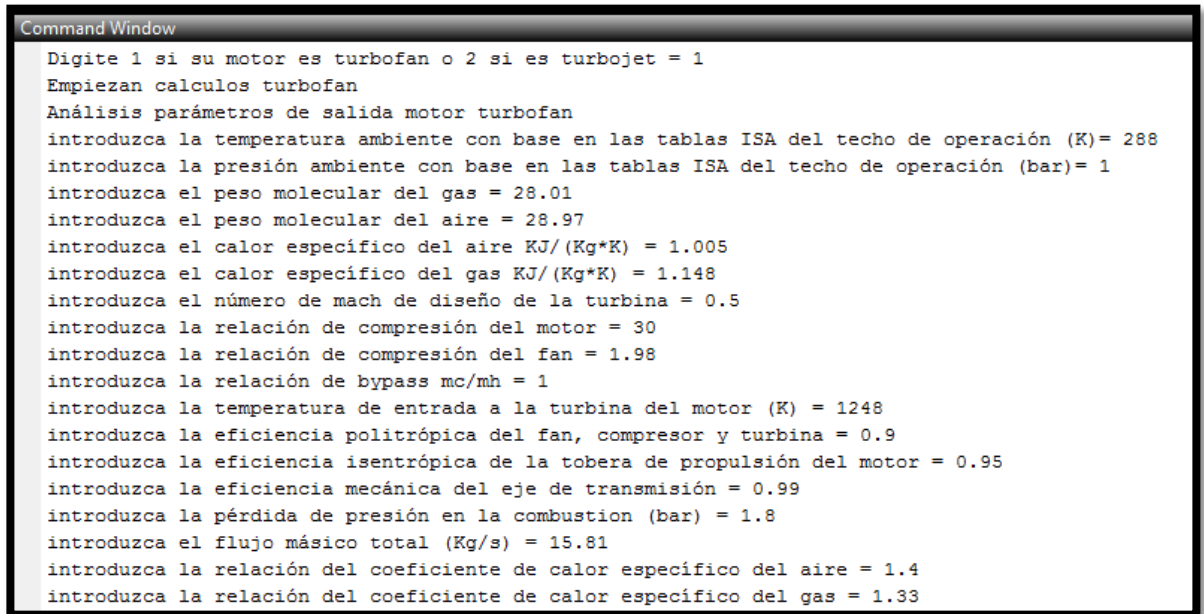 Command Window
Digite 1 si su motor es turbofan o 2 si es turbojet = 1
Empiezan calculos turbofan
Análisis parámetros de salida motor turbofan
introduzca la temperatura ambiente con base en las tablas ISA del techo de operación (K)= 288
introduzca la presión ambiente con base en las tablas ISA del techo de operación (bar)= 1
introduzca el peso molecular del gas = 28.01
introduzca el peso molecular del aire = 28.97
introduzca el calor específico del aire KJ/(Kg*K) = 1.005
introduzca el calor específico del gas KJ/(Kg*K) = 1.148
introduzca el número de mach de diseño de la turbina = 0.5
introduzca la relación de compresión del motor = 30
introduzca la relación de compresión del fan = 1.98
introduzca la relación de bypass mc/mh = 1
introduzca la temperatura de entrada a la turbina del motor (K) = 1248
introduzca la eficiencia politrópica del fan, compresor y turbina = 0.9
introduzca la eficiencia isentrópica de la tobera de propulsión del motor = 0.95
introduzca la eficiencia mecánica del eje de transmisión = 0.99
introduzca la pérdida de presión en la combustion (bar) = 1.8
introduzca el flujo másico total (Kg/s) = 15.81
introduzca la relación del coeficiente de calor específico del aire = 1.4
introduzca la relación del coeficiente de calor específico del gas = 1.33